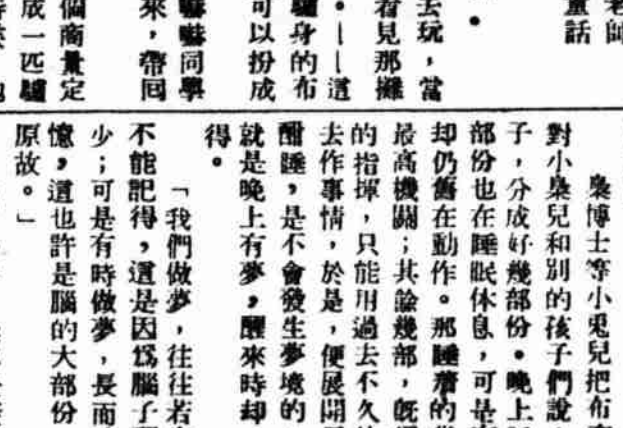 老師
童話
。
去玩，當
看見那攤
。——這
驢身的布
可以扮成
嚇嚇同學
來，帶回
個商量定
成一匹驢
梟博士等小兎兒把布
對小梟兒和別的孩子們說
子，分成好幾部份。晚上
部份也在睡眠休息，可是
却仍舊在動作。那睡着的
最高機關；其餘幾部，旣
的指揮，只能用過去不久
去作事情，於是，便展開
酣睡，是不會發生夢境的
就是晚上有夢，醒來時却
得。
「我們做夢，往往若
不能記得，這是因爲腦子
少；可是有時做夢，長而
憶，這也許是腦的大部份
原故。」